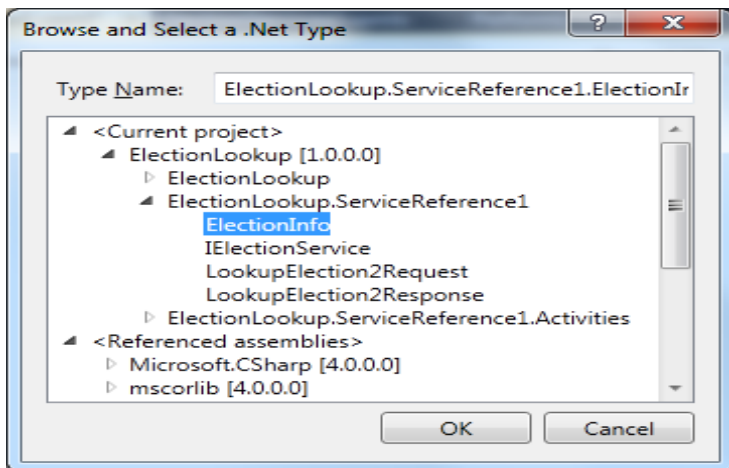 Browse and Select a .Net Type
?
Type Name: ElectionLookup.ServiceReference1.ElectionIr
<Current project>
ElectionLookup [1.0.0.0]
ElectionLookup
ElectionLookup.ServiceReference1
ElectionInfo
IElectionService
LookupElection2Request
LookupElection2Response
ElectionLookup.ServiceReference1.Activities
<Referenced assemblies>
Microsoft.CSharp [4.0.0.0]
mscorlib [4.0.0.0]
OK Cancel